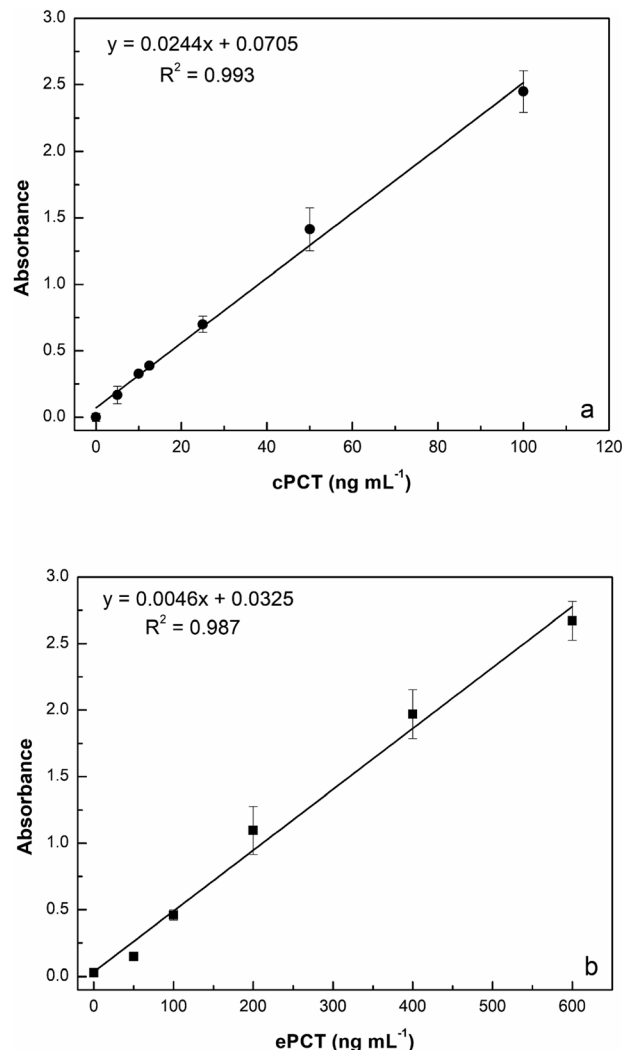 3.0
y = 0.0244x + 0.0705
R² = 0.993
2.5
2.0
1.5
1.0
0.5
0.0
Absorbance
a
0 20 40 60 80 100 120
cPCT (ng mL⁻¹)
3.0
y = 0.0046x + 0.0325
R² = 0.987
2.5
2.0
1.5
1.0
0.5
0.0
Absorbance
b
0 100 200 300 400 500 600
ePCT (ng mL⁻¹)